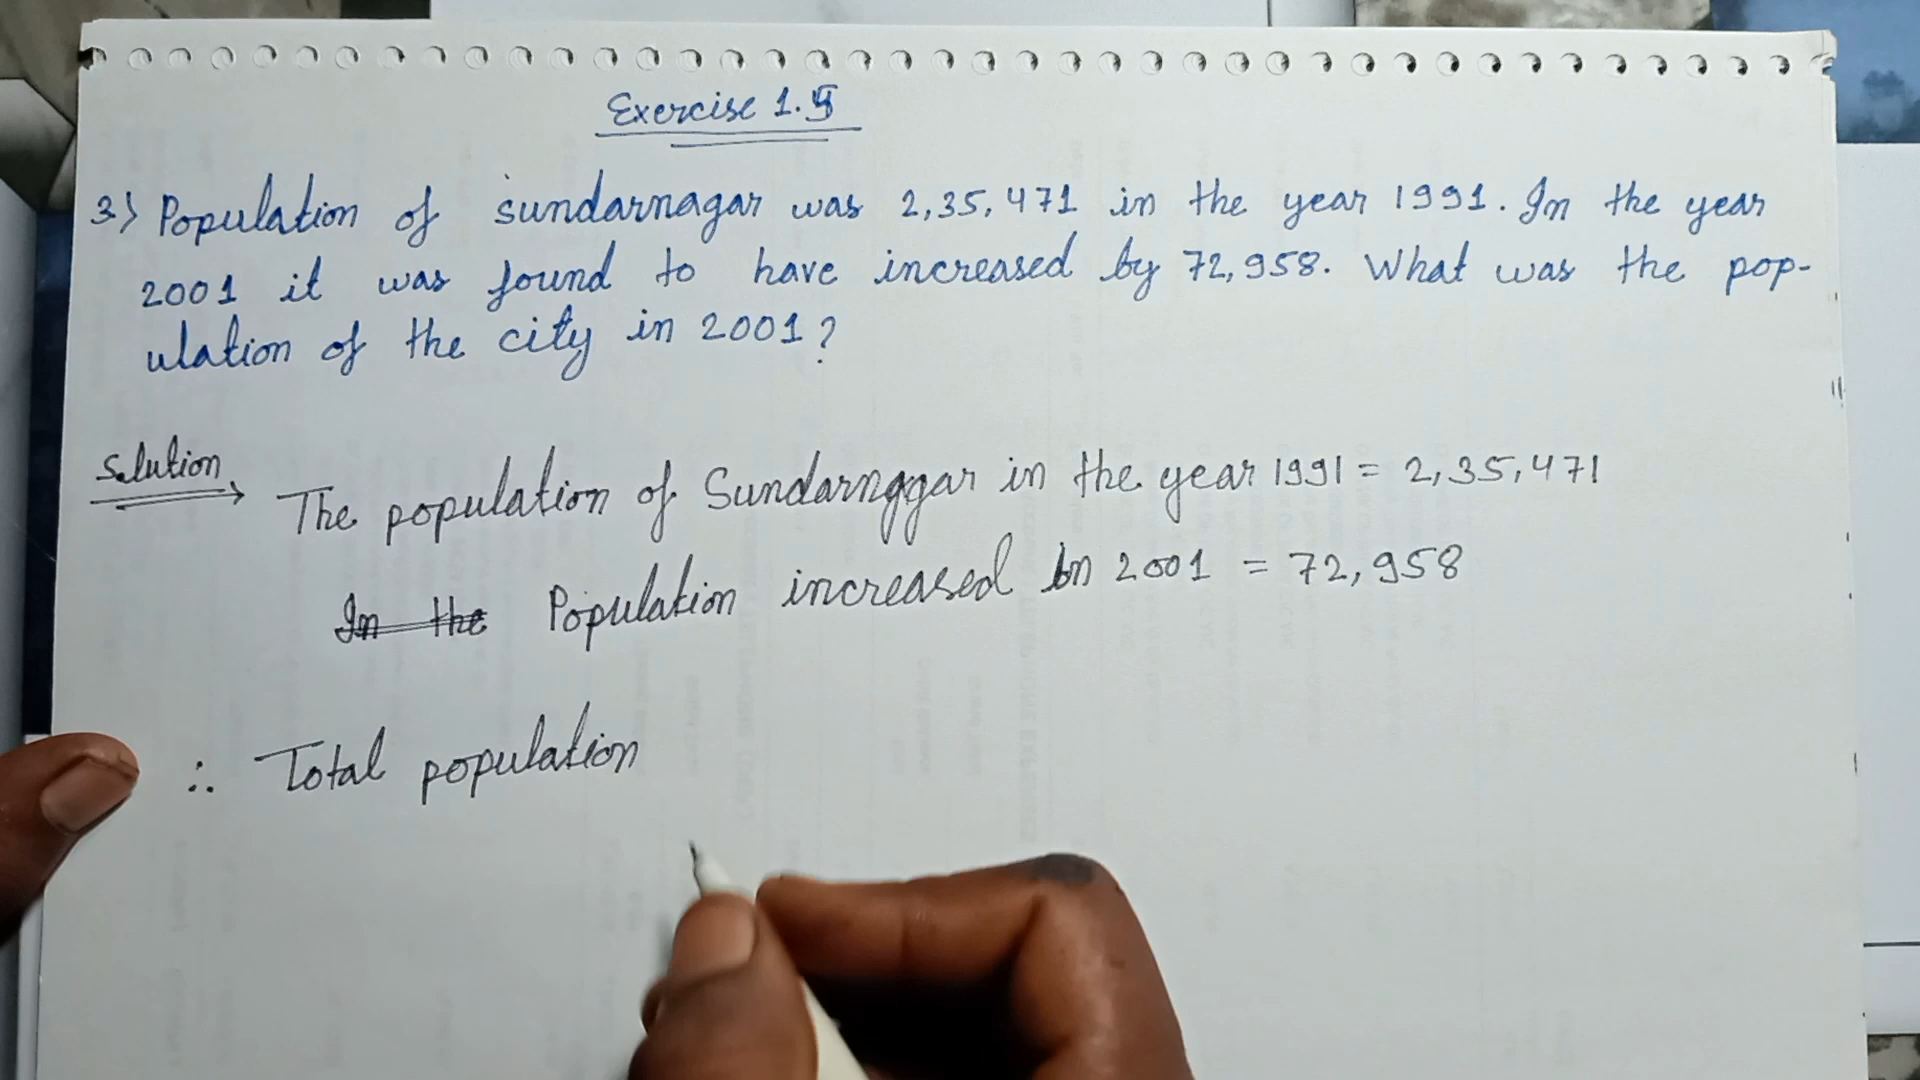 Exercise 1.5
3) Population of sundarnagar was 2,35,471 in the year 1991. In the year
2001 it was found to have increased by 72,958. What was the pop-
ulation of the city in 2001?
Solution
The population of Sundarnagar in the year 1991 = 2,35,471
In the Population increased in 2001 = 72,958
∴ Total population